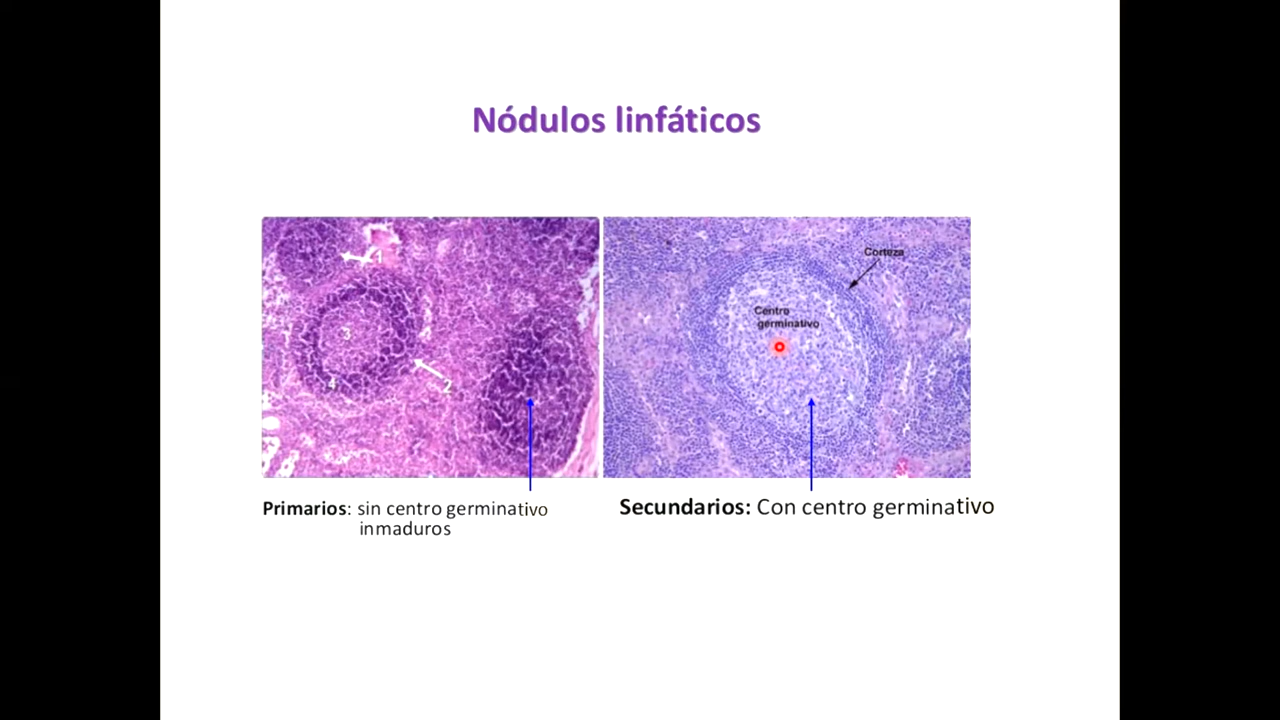 Nódulos linfáticos
1
3
4
2
Corteza
Centro
germinativo
Primarios: sin centro germinativo
inmaduros
Secundarios: Con centro germinativo